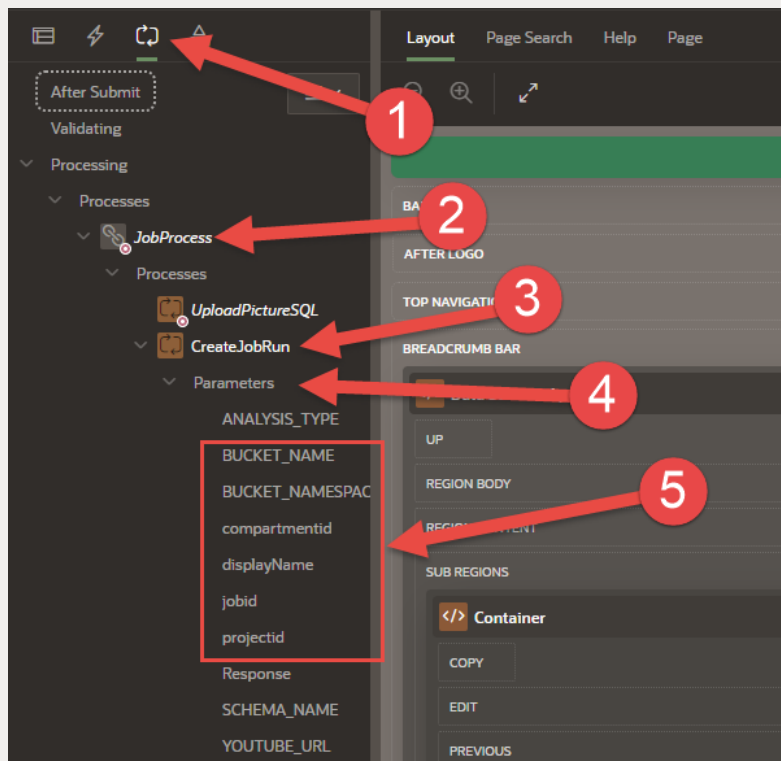 Layout Page Search Help Page
After Submit
1
Validating
Processing
Processes
2
JobProcess
AFTER LOGO
Processes
3
UploadPictureSQL
CreateJobRun
BREADCRUMB BAR
Parameters
4
ANALYSIS_TYPE
UP
BUCKET_NAME
BUCKET_NAMESPAC
REGION BODY
5
compartmentid
displayName
SUB REGIONS
jobid
</> Container
projectid
COPY
Response
SCHEMA_NAME
EDIT
YOUTUBE_URL
PREVIOUS